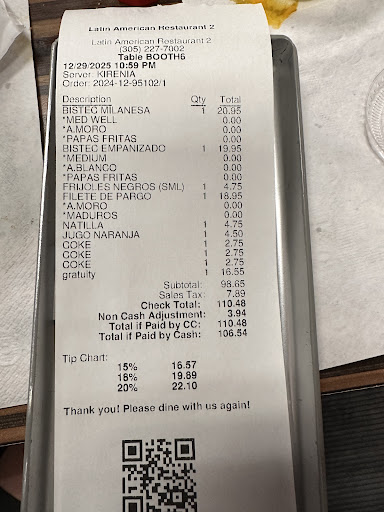 Latin American Restaurant 2
Latin American Restaurant 2
(305) 227-7002
Table BOOTH6
12/29/2025 10:59 PM
Server: KIRENIA
Order: 2024-12-95102/1
Description Qty Total
BISTEC MILANESA 1 20.95
*MED WELL 0.00
*A.MORO 0.00
*PAPAS FRITAS 0.00
BISTEC EMPANIZADO 1 19.95
*MEDIUM 0.00
*A.BLANCO 0.00
*PAPAS FRITAS 0.00
FRIJOLES NEGROS (SML) 1 4.75
FILETE DE PARGO 1 18.95
*A.MORO 0.00
*MADUROS 0.00
NATILLA 1 4.75
JUGO NARANJA 1 4.50
COKE 1 2.75
COKE 1 2.75
COKE 1 2.75
gratuity 1 16.55
Subtotal: 98.65
Sales Tax: 7.89
Check Total: 110.48
Non Cash Adjustment: 3.94
Total if Paid by CC: 110.48
Total if Paid by Cash: 106.54
Tip Chart:
15% 16.57
18% 19.89
20% 22.10
Thank you! Please dine with us again!